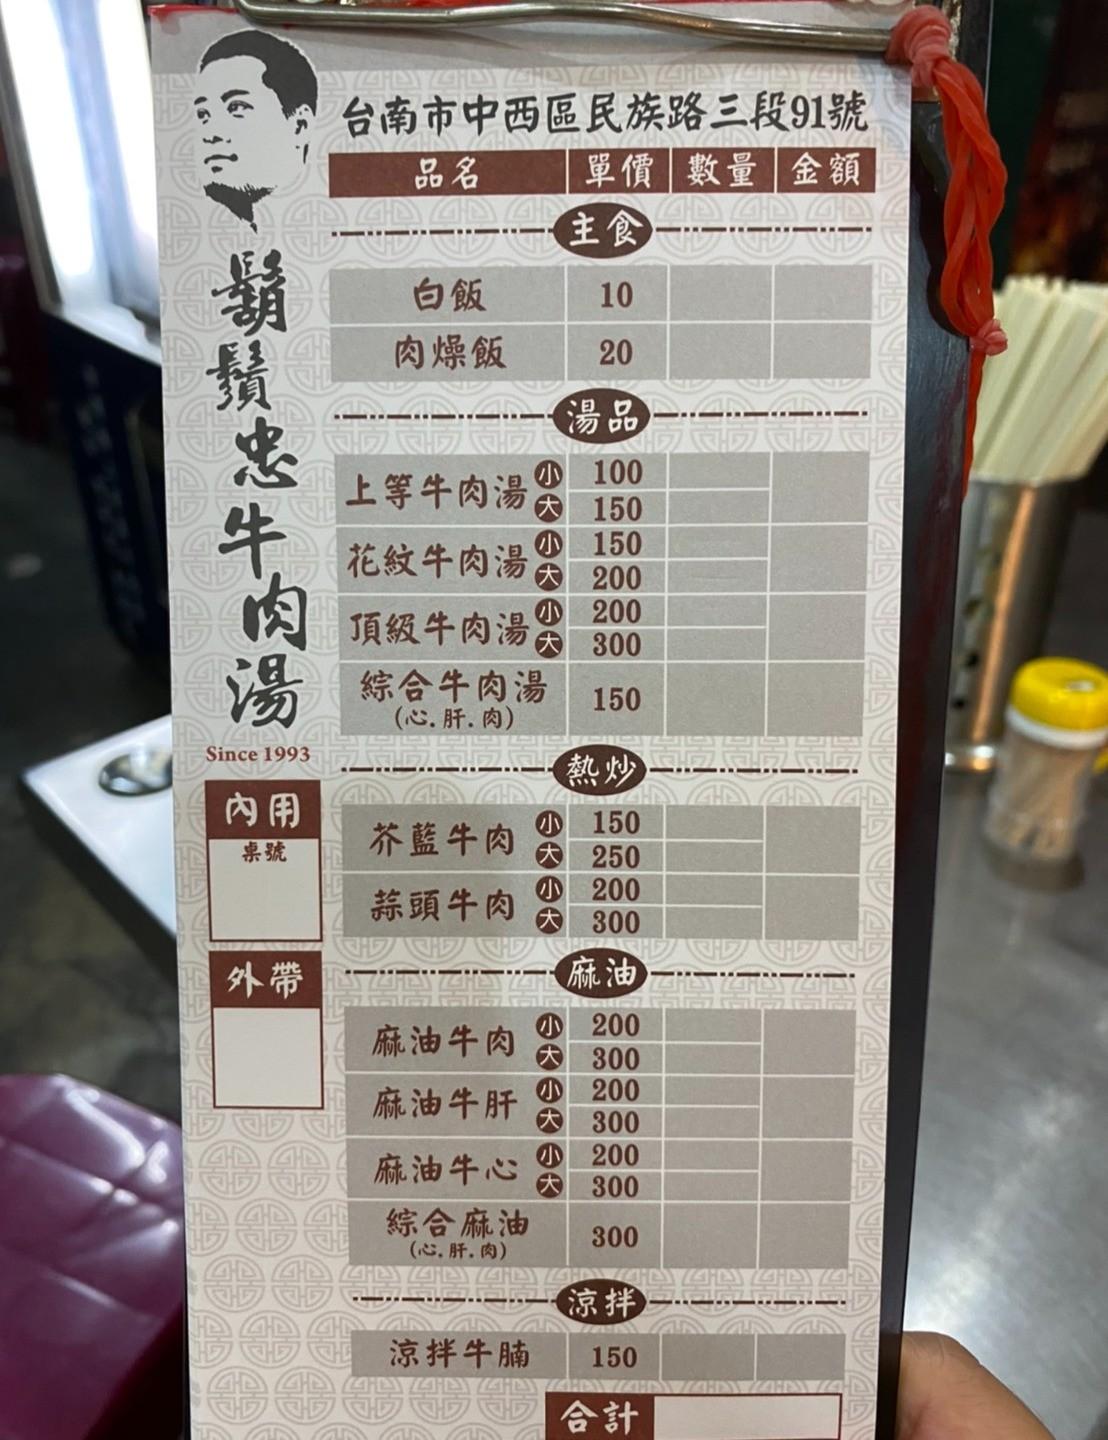 台南市中西區民族路三段91號
鬍鬚忠牛肉湯
Since 1993
內用
桌號
外帶
品名 單價 數量 金額
主食
白飯 10
肉燥飯 20
湯品
上等牛肉湯 小 100
大 150
花紋牛肉湯 小 150
大 200
頂級牛肉湯 小 200
大 300
綜合牛肉湯 150
(心.肝.肉)
熱炒
芥藍牛肉 小 150
大 250
蒜頭牛肉 小 200
大 300
麻油
麻油牛肉 小 200
大 300
麻油牛肝 小 200
大 300
麻油牛心 小 200
大 300
綜合麻油 300
(心.肝.肉)
涼拌
涼拌牛腩 150
合計